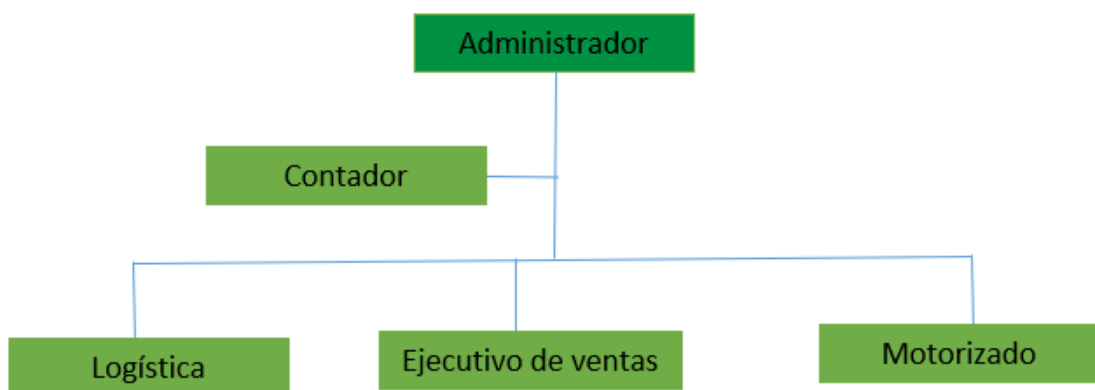 Administrador
Contador
Logística
Ejecutivo de ventas
Motorizado